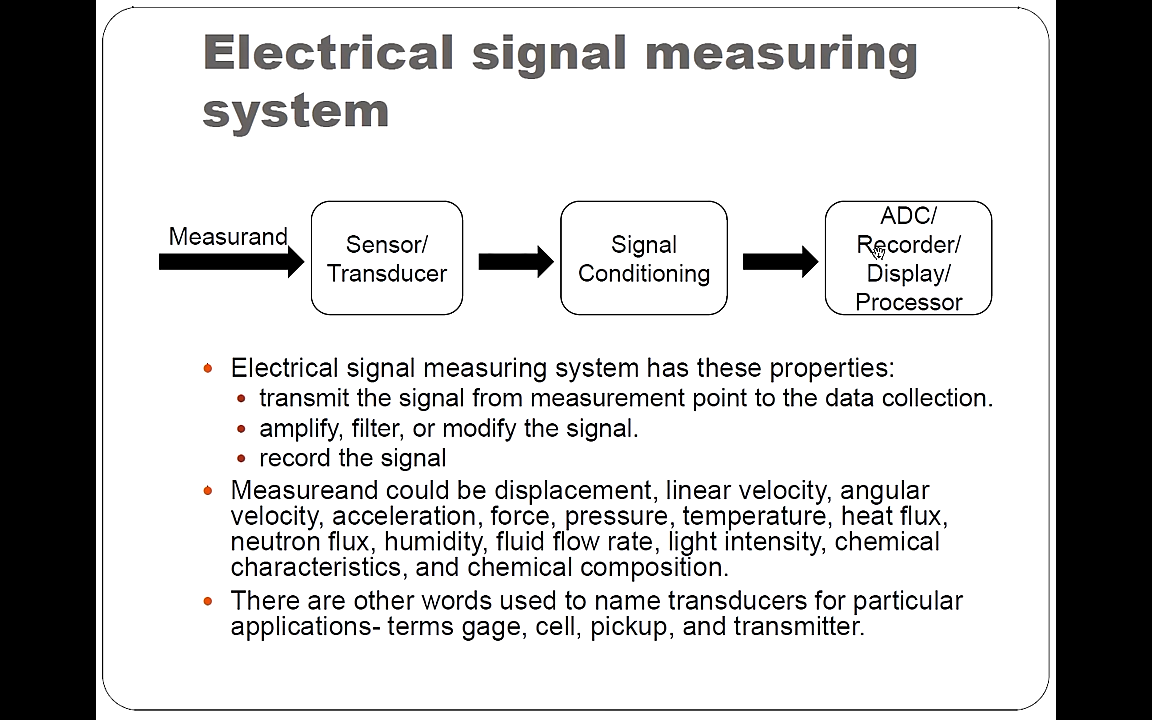 Electrical signal measuring
system
Measurand
Sensor/
Transducer
Signal
Conditioning
ADC/
Recorder/
Display/
Processor
Electrical signal measuring system has these properties:
transmit the signal from measurement point to the data collection.
amplify, filter, or modify the signal.
record the signal
Measureand could be displacement, linear velocity, angular
velocity, acceleration, force, pressure, temperature, heat flux,
neutron flux, humidity, fluid flow rate, light intensity, chemical
characteristics, and chemical composition.
There are other words used to name transducers for particular
applications- terms gage, cell, pickup, and transmitter.